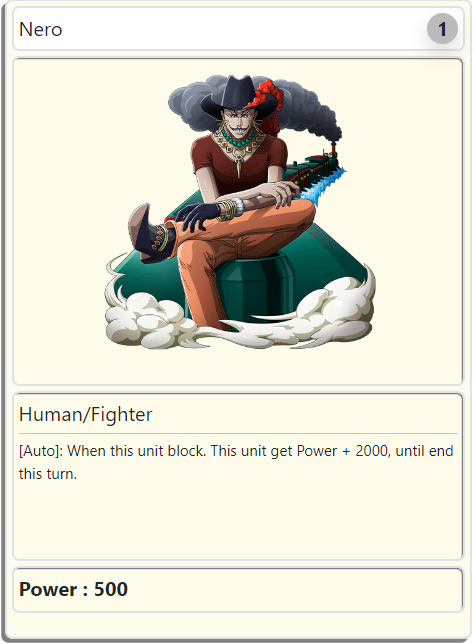 Nero
1
Human/Fighter
[Auto]: When this unit block. This unit get Power + 2000, until end
this turn.
Power : 500